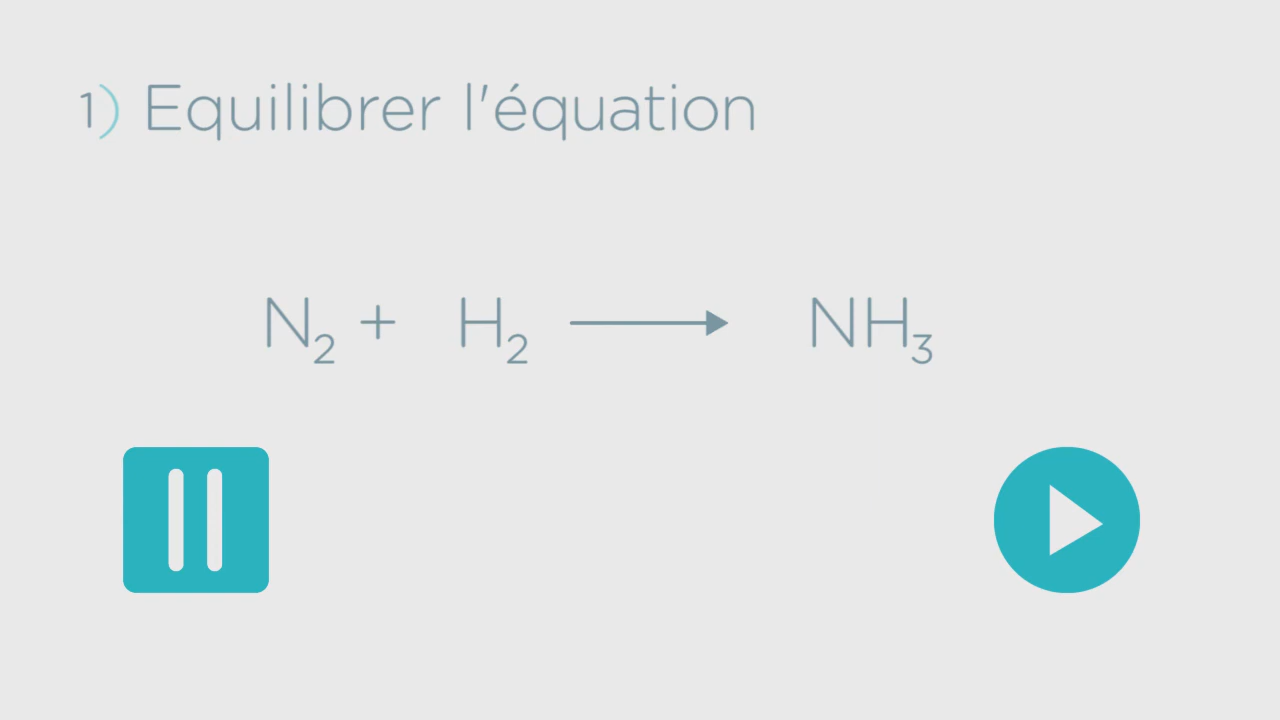 1) Equilibrer l'équation
N₂ + H₂ ⟶ NH₃